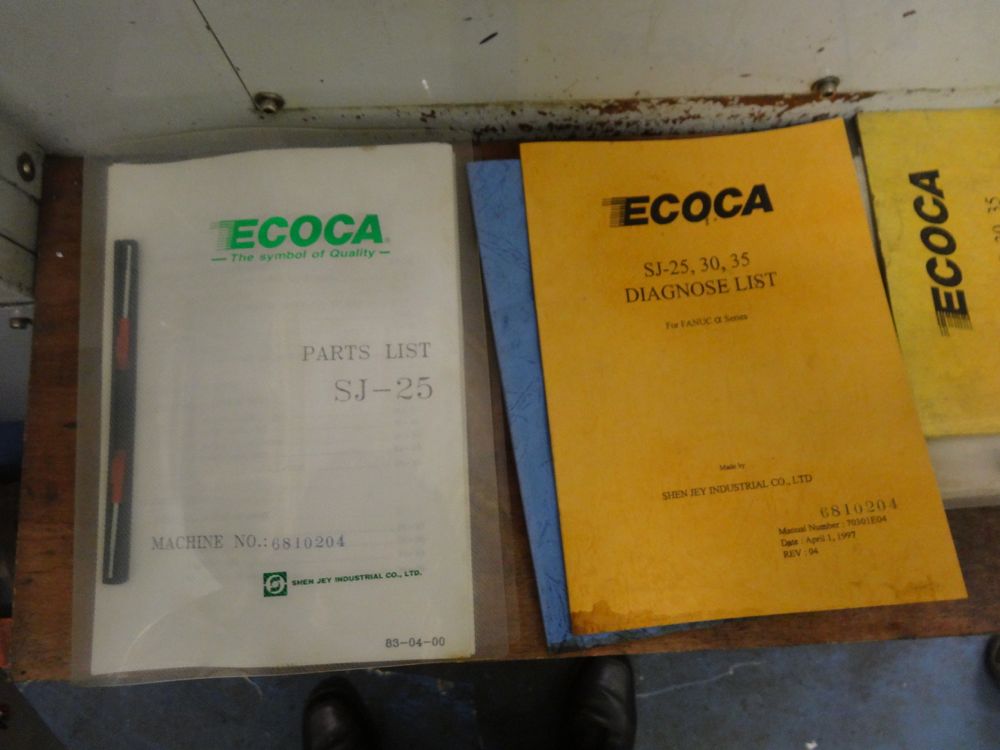 ECOCA
The symbol of Quality
PARTS LIST
SJ-25
MACHINE NO.:6810204
SHEN JEY INDUSTRIAL CO., LTD.
83-04-00
ECOCA
SJ-25, 30, 35
DIAGNOSE LIST
For FANUC α Series
Made by
SHEN JEY INDUSTRIAL CO., LTD
6810204
Manual Number : 70301E04
Date : April 1, 1997
REV : 04
ECOCA